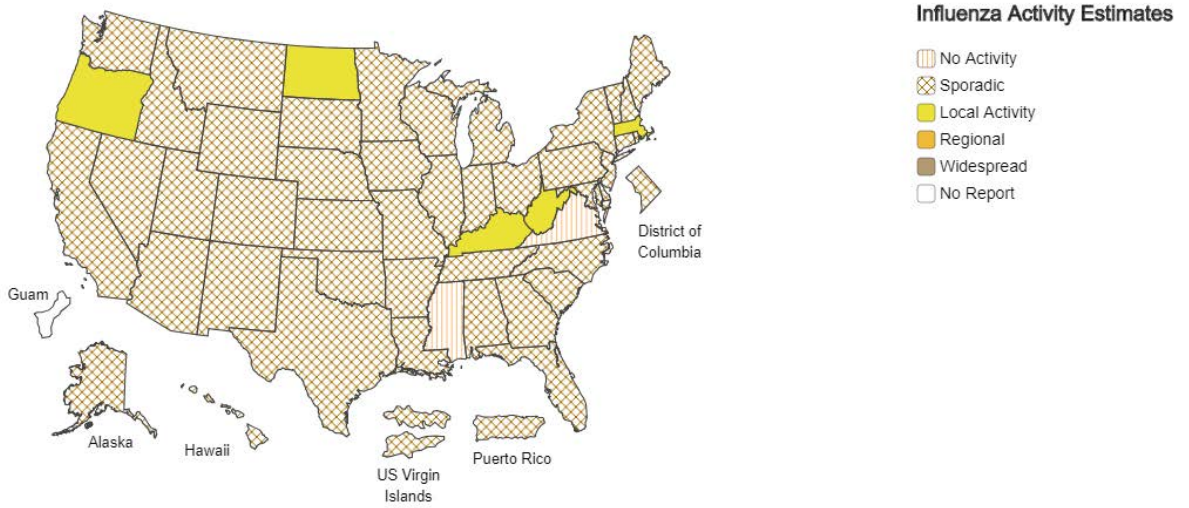 Influenza Activity Estimates
No Activity
Sporadic
Local Activity
Regional
Widespread
No Report
District of
Columbia
Guam
Alaska
Hawaii
US Virgin
Islands
Puerto Rico